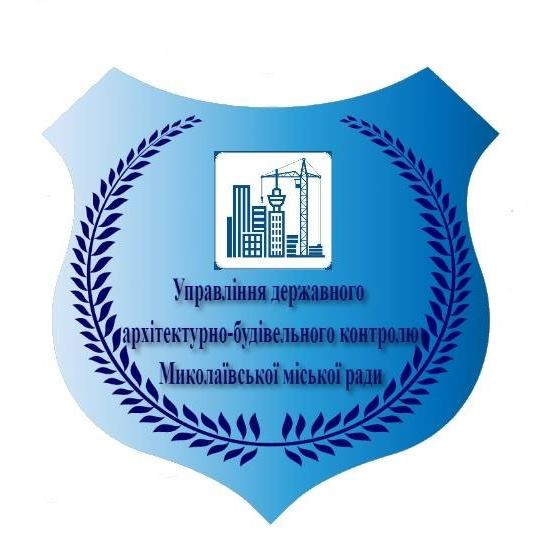 Управління державного
архітектурно-будівельного контролю
Миколаївської міської ради